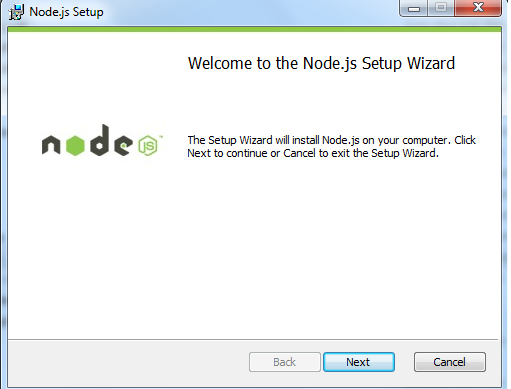 Node.js Setup
Welcome to the Node.js Setup Wizard
node JS™
The Setup Wizard will install Node.js on your computer. Click
Next to continue or Cancel to exit the Setup Wizard.
Back
Next
Cancel